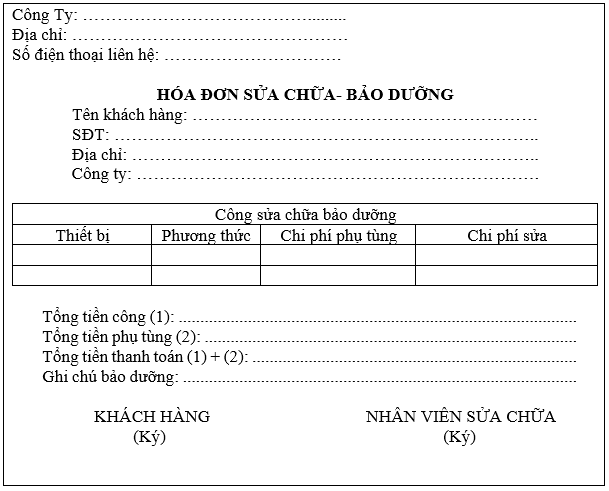 Công Ty: ……………………………………..........
Địa chỉ: …………………………………………
Số điện thoại liên hệ: ………………………….
HÓA ĐƠN SỬA CHỮA- BẢO DƯỠNG
Tên khách hàng: ……………………………………………………
SĐT: ………………………………………………………………..
Địa chỉ: ……………………………………………………………...
Công ty: …………………………………………………………….
Công sửa chữa bảo dưỡng
Thiết bị Phương thức Chi phí phụ tùng Chi phí sửa
Tổng tiền công (1): ................................................................................
Tổng tiền phụ tùng (2): ...........................................................................
Tổng tiền thanh toán (1) + (2): .................................................................
Ghi chú bảo dưỡng: ...............................................................................
KHÁCH HÀNG NHÂN VIÊN SỬA CHỮA
(Ký) (Ký)